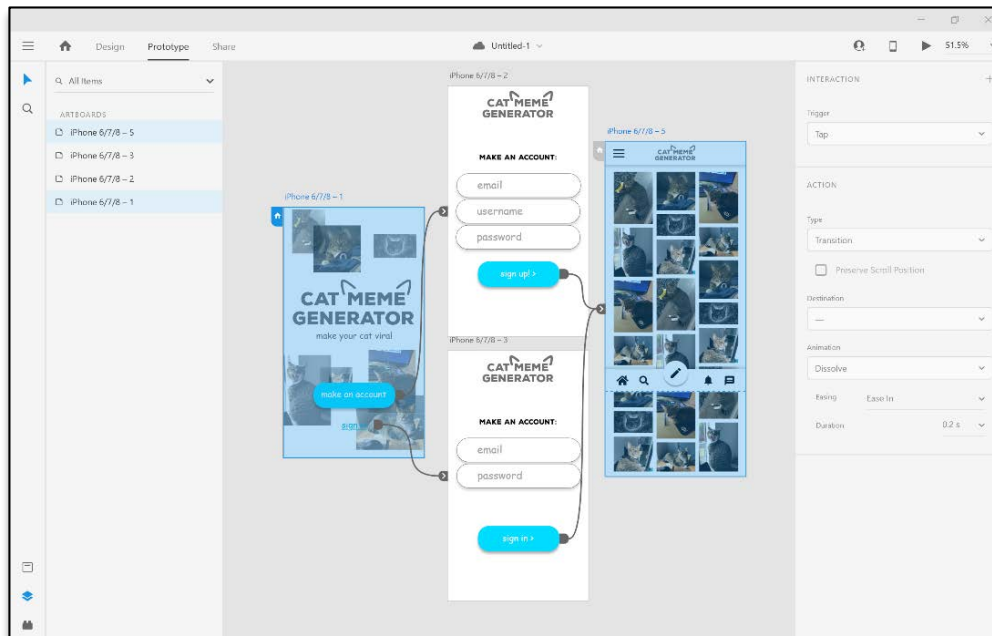 Design Prototype Share
Untitled-1
51.5%
All Items
ARTBOARDS
iPhone 6/7/8 – 5
iPhone 6/7/8 – 3
iPhone 6/7/8 – 2
iPhone 6/7/8 – 1
iPhone 6/7/8 – 1
CAT MEME
GENERATOR
make your cat viral
make an account
iPhone 6/7/8 – 2
CAT MEME
GENERATOR
MAKE AN ACCOUNT:
email
username
password
sign up! >
iPhone 6/7/8 – 3
CAT MEME
GENERATOR
MAKE AN ACCOUNT:
email
password
sign in >
iPhone 6/7/8 – 5
CAT MEME
GENERATOR
INTERACTION
Trigger
Tap
ACTION
Type
Transition
Preserve Scroll Position
Destination
—
Animation
Dissolve
Easing Ease In
Duration 0.2 s